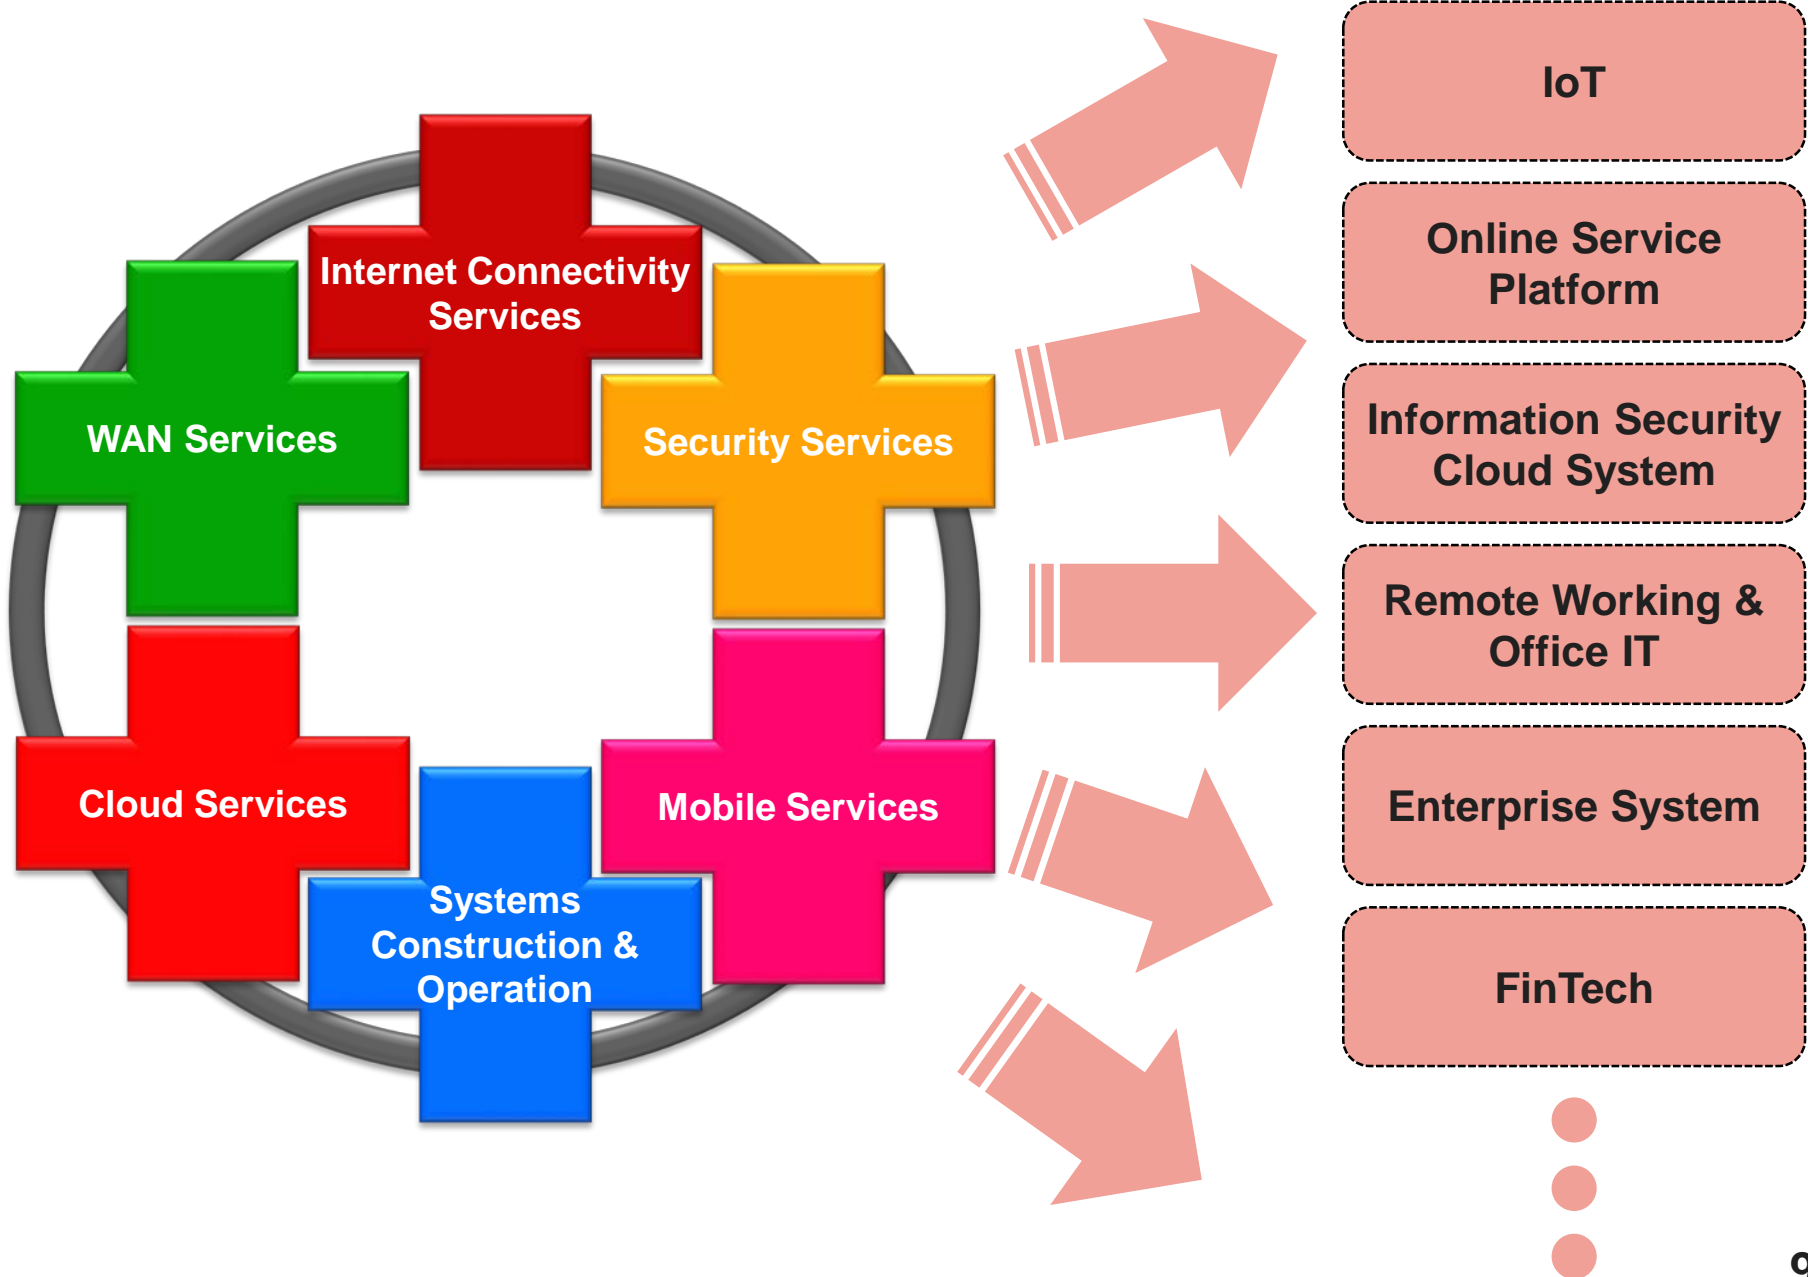 Internet Connectivity
Services
WAN Services
Security Services
Cloud Services
Mobile Services
Systems
Construction &
Operation
IoT
Online Service
Platform
Information Security
Cloud System
Remote Working &
Office IT
Enterprise System
FinTech